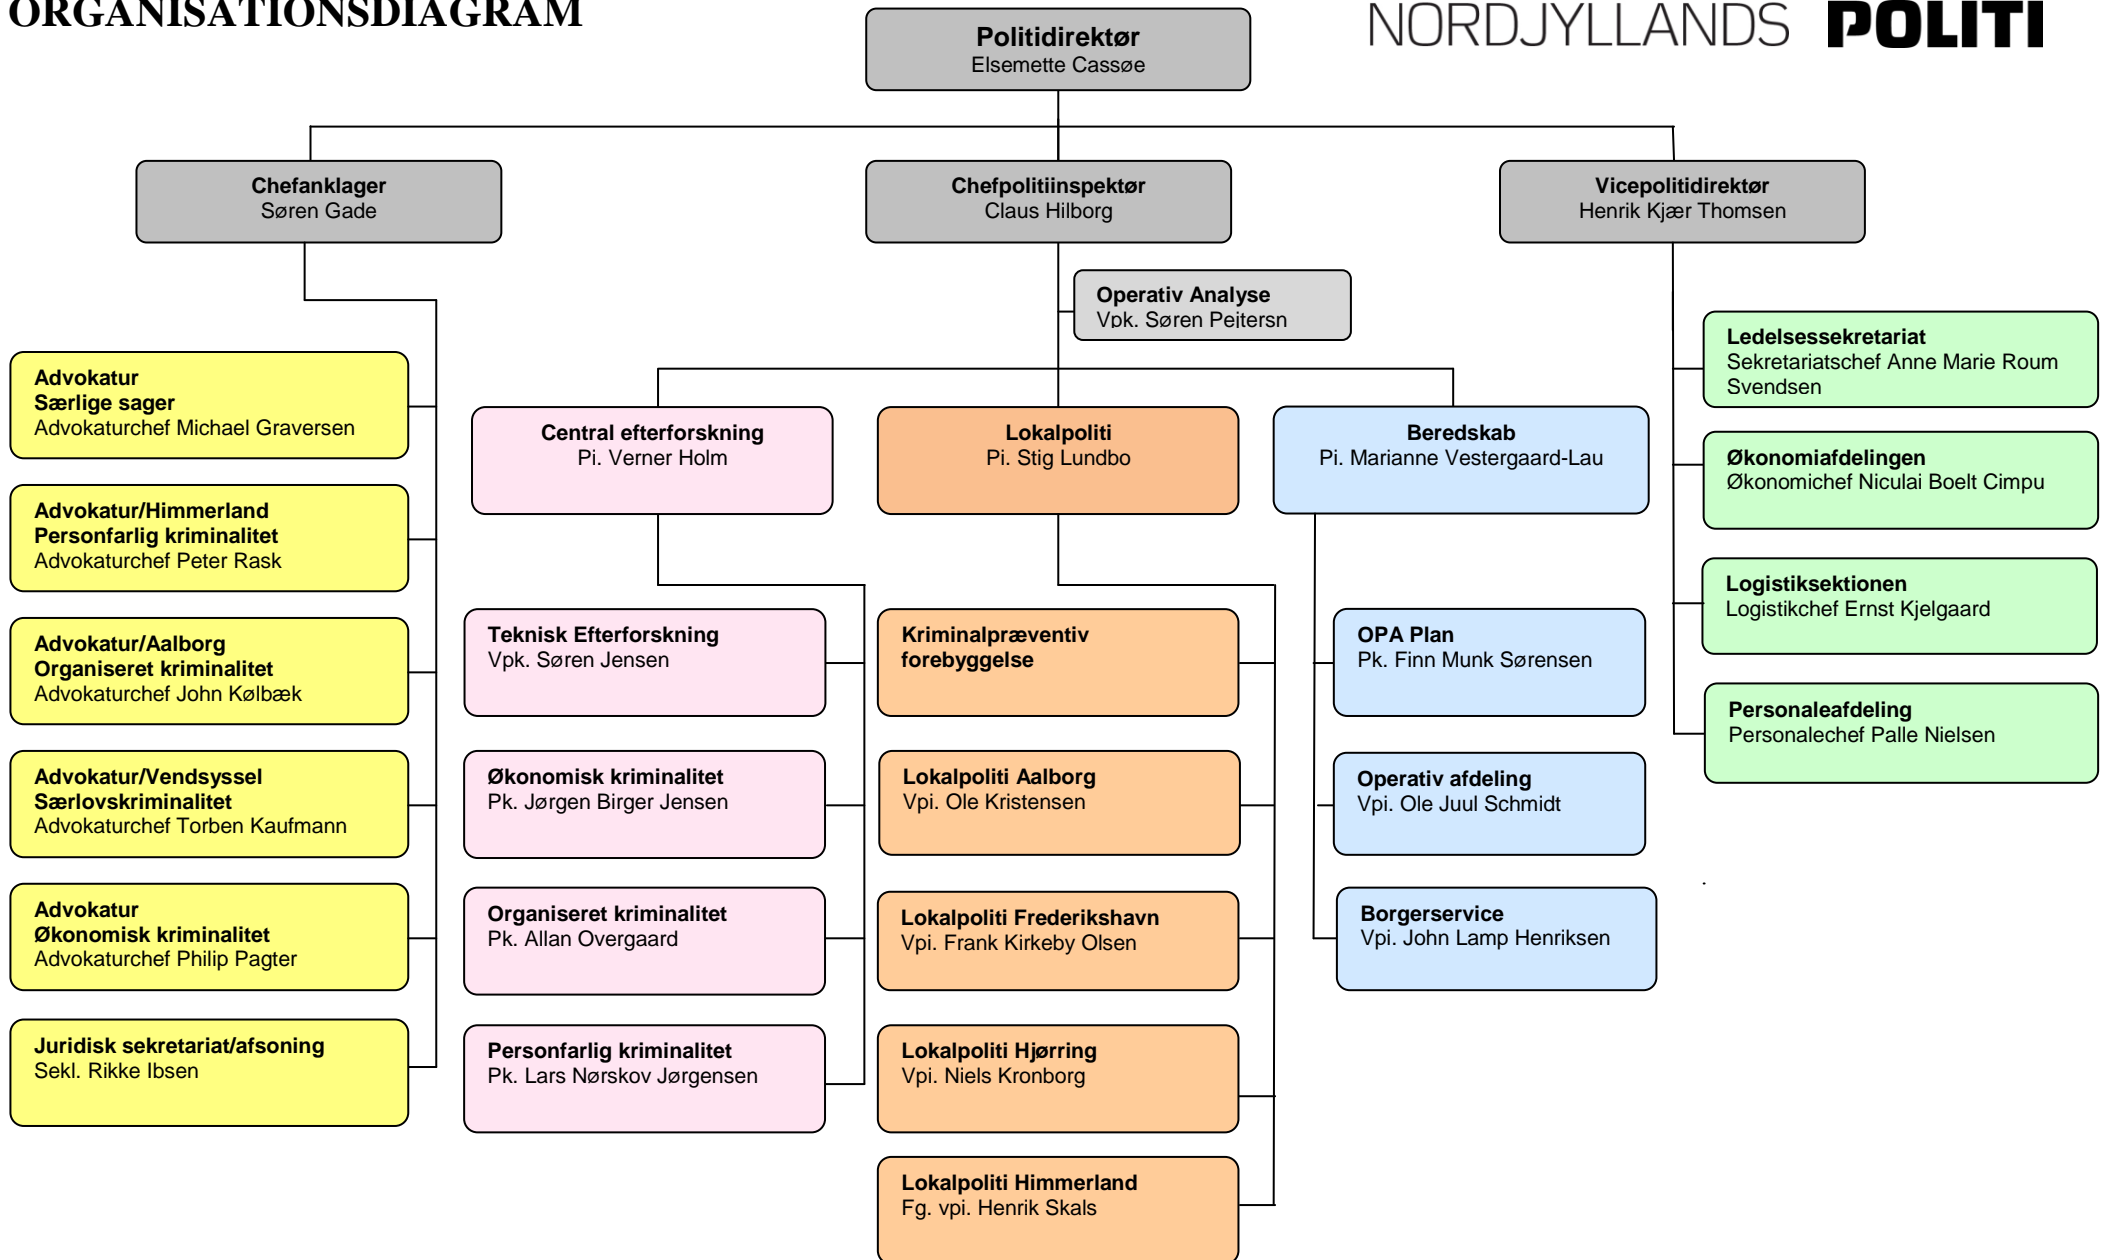 ORGANISATIONSDIAGRAM
NORDJYLLANDS POLITI
Politidirektør
Elsemette Cassøe
Chefanklager
Søren Gade
Chefpolitiinspektør
Claus Hilborg
Vicepolitidirektør
Henrik Kjær Thomsen
Operativ Analyse
Vpk. Søren Pejtersn
Advokatur
Særlige sager
Advokaturchef Michael Graversen
Advokatur/Himmerland
Personfarlig kriminalitet
Advokaturchef Peter Rask
Advokatur/Aalborg
Organiseret kriminalitet
Advokaturchef John Kølbæk
Advokatur/Vendsyssel
Særlovskriminalitet
Advokaturchef Torben Kaufmann
Advokatur
Økonomisk kriminalitet
Advokaturchef Philip Pagter
Juridisk sekretariat/afsoning
Sekl. Rikke Ibsen
Central efterforskning
Pi. Verner Holm
Teknisk Efterforskning
Vpk. Søren Jensen
Økonomisk kriminalitet
Pk. Jørgen Birger Jensen
Organiseret kriminalitet
Pk. Allan Overgaard
Personfarlig kriminalitet
Pk. Lars Nørskov Jørgensen
Lokalpoliti
Pi. Stig Lundbo
Kriminalpræventiv
forebyggelse
Lokalpoliti Aalborg
Vpi. Ole Kristensen
Lokalpoliti Frederikshavn
Vpi. Frank Kirkeby Olsen
Lokalpoliti Hjørring
Vpi. Niels Kronborg
Lokalpoliti Himmerland
Fg. vpi. Henrik Skals
Beredskab
Pi. Marianne Vestergaard-Lau
OPA Plan
Pk. Finn Munk Sørensen
Operativ afdeling
Vpi. Ole Juul Schmidt
Borgerservice
Vpi. John Lamp Henriksen
Ledelsessekretariat
Sekretariatschef Anne Marie Roum
Svendsen
Økonomiafdelingen
Økonomichef Niculai Boelt Cimpu
Logistiksektionen
Logistikchef Ernst Kjelgaard
Personaleafdeling
Personalechef Palle Nielsen